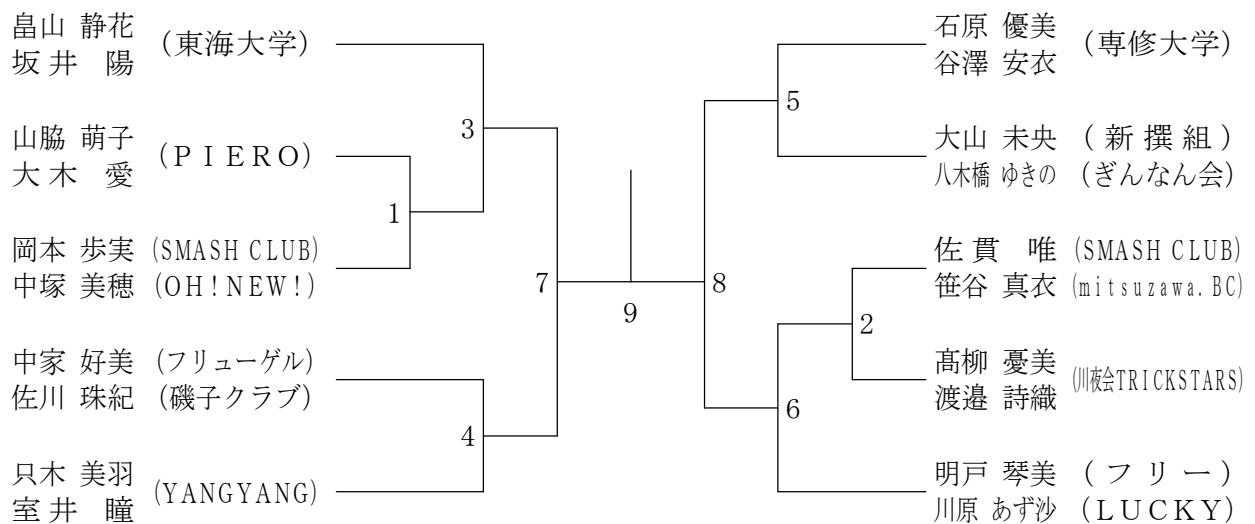 畠山 静花 (東海大学)
坂井 陽
山脇 萌子 (PIERO)
大木 愛
岡本 歩実 (SMASH CLUB)
中塚 美穂 (OH!NEW!)
中家 好美 (フリューゲル)
佐川 珠紀 (磯子クラブ)
只木 美羽 (YANGYANG)
室井 瞳
3
1
7
4
9
石原 優美 (専修大学)
谷澤 安衣
大山 未央 (新撰組)
八木橋 ゆきの (ぎんなん会)
佐貫 唯 (SMASH CLUB)
笹谷 真衣 (mitsuzawa.BC)
髙柳 憂美 (川夜会TRICKSTARS)
渡邉 詩織
明戸 琴美 (フリー)
川原 あず沙 (LUCKY)
5
8
2
6